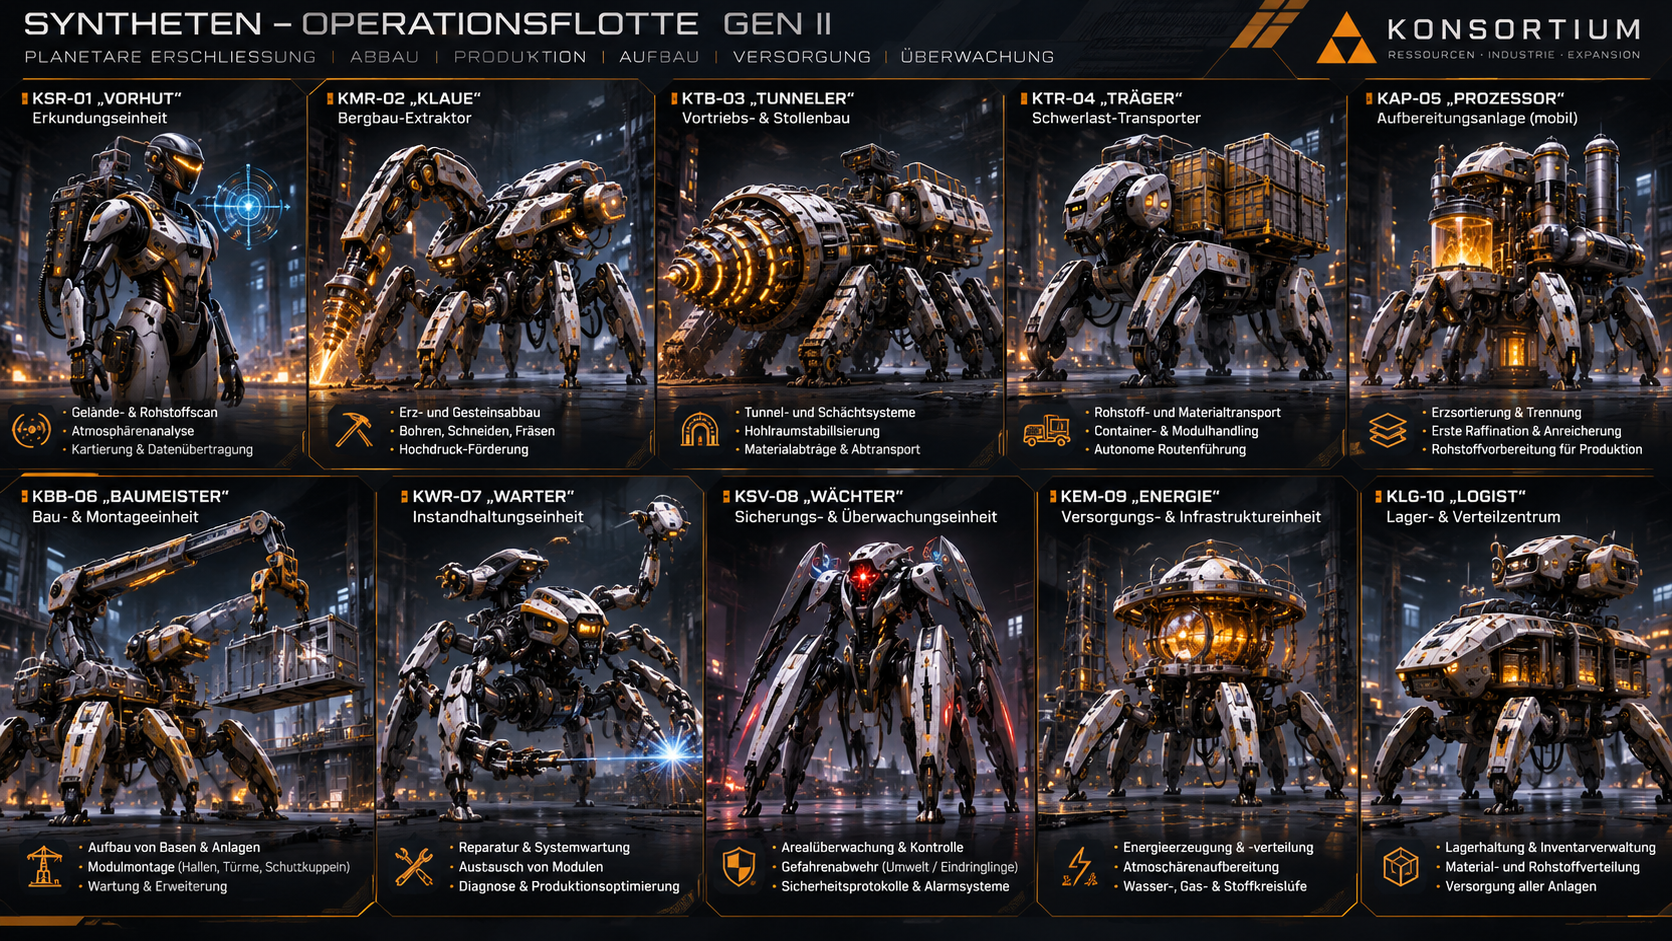 SYNTHETEN – OPERATIONSFLOTTE GEN II
PLANETARE ERSCHLIESSUNG | ABBAU | PRODUKTION | AUFBAU | VERSORGUNG | ÜBERWACHUNG
KONSORTIUM
RESSOURCEN · INDUSTRIE · EXPANSION
KSR-01 „VORHUT“
Erkundungseinheit
• Gelände- & Rohstoffscan
• Atmosphärenanalyse
• Kartierung & Datenübertragung
KMR-02 „KLAUE“
Bergbau-Extraktor
• Erz- und Gesteinsabbau
• Bohren, Schneiden, Fräsen
• Hochdruck-Förderung
KTB-03 „TUNNELER“
Vortriebs- & Stollenbau
• Tunnel- und Schächtsysteme
• Hohlraumstabilsierung
• Materialabträge & Abtransport
KTR-04 „TRÄGER“
Schwerlast-Transporter
• Rohstoff- und Materialtransport
• Container- & Modulhandling
• Autonome Routenführung
KAP-05 „PROZESSOR“
Aufbereitungsanlage (mobil)
• Erzsortierung & Trennung
• Erste Raffination & Anreicherung
• Rohstoffvorbereitung für Produktion
KBB-06 „BAUMEISTER“
Bau- & Montageeinheit
• Aufbau von Basen & Anlagen
• Modulmontage (Hallen, Türme, Schuttkuppeln)
• Wartung & Erweiterung
KWR-07 „WARTER“
Instandhaltungseinheit
• Reparatur & Systemwartung
• Austausch von Modulen
• Diagnose & Produktionsoptimierung
KSV-08 „WÄCHTER“
Sicherungs- & Überwachungseinheit
• Arealüberwachung & Kontrolle
• Gefahrenabwehr (Umwelt / Eindringlinge)
• Sicherheitsprotokolle & Alarmsysteme
KEM-09 „ENERGIE“
Versorgungs- & Infrastruktureinheit
• Energieerzeugung & -verteilung
• Atmoschärenaufbereitung
• Wasser-, Gas- & Stoffkreisläfe
KLG-10 „LOGIST“
Lager- & Verteilzentrum
• Lagerhaltung & Inventarverwaltung
• Material- und Rohstoffverteilung
• Versorgung aller Anlagen